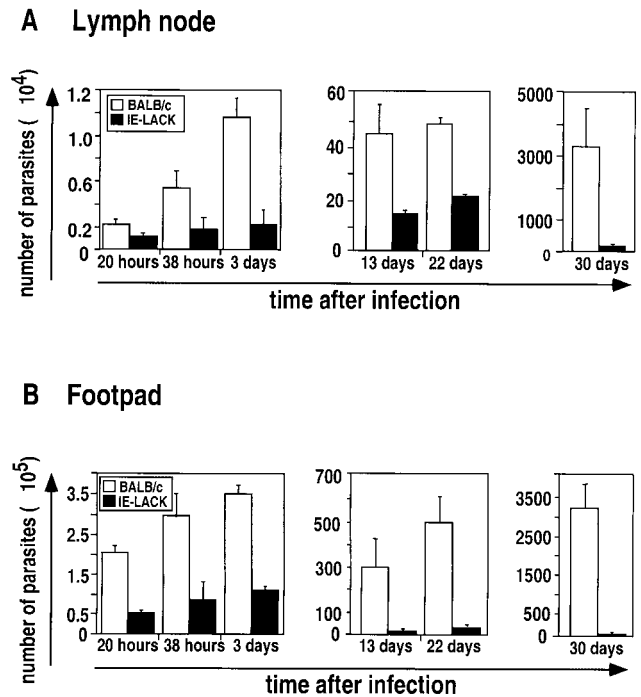 A Lymph node
number of parasites ( 10^4)
1.2
1.0
0.6
0.2
0
BALB/c
IE-LACK
20 hours 38 hours 3 days
60
40
20
0
13 days 22 days
5000
3000
1000
0
30 days
time after infection
B Footpad
number of parasites ( 10^5)
3.5
2.5
1.5
0.5
0
BALB/c
IE-LACK
20 hours 38 hours 3 days
700
500
300
100
0
13 days 22 days
3500
2500
1500
500
0
30 days
time after infection